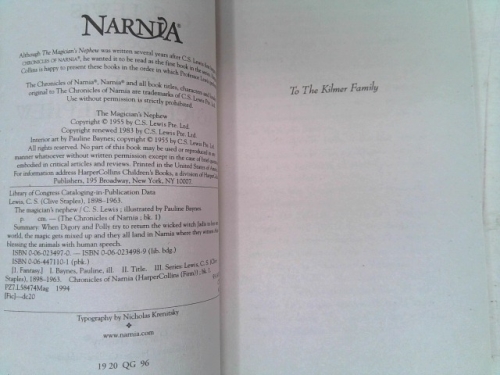 NARNIA®
Although The Magician's Nephew was written several years after C.S. Lewis first
CHRONICLES OF NARNIA®, he wanted it to be read as the first book in the series.
Collins is happy to present these books in the order in which Professor Lewis
The Chronicles of Narnia®, Narnia® and all book titles, characters and
original to The Chronicles of Narnia are trademarks of C.S. Lewis Pte. Ltd.
Use without permission is strictly prohibited.
The Magician's Nephew
Copyright © 1955 by C.S. Lewis Pte. Ltd.
Copyright renewed 1983 by C.S. Lewis Pte. Ltd.
Interior art by Pauline Baynes; copyright © 1955 by C.S. Lewis Pte. Ltd.
All rights reserved. No part of this book may be used or reproduced in any
manner whatsoever without written permission except in the case of brief
embodied in critical articles and reviews. Printed in the United States of America.
For information address HarperCollins Children's Books, a division of
Publishers, 195 Broadway, New York, NY 10007.
Library of Congress Cataloging-in-Publication Data
Lewis, C. S. (Clive Staples), 1898–1963.
The magician's nephew / C. S. Lewis ; illustrated by Pauline Baynes.
p cm. — (The Chronicles of Narnia ; bk. 1)
Summary: When Digory and Polly try to return the wicked witch Jadis to her
world, the magic gets mixed up and they all land in Narnia where they witness
blessing the animals with human speech.
ISBN 0-06-023497-0. — ISBN 0-06-023498-9 (lib. bdg.)
ISBN 0-06-447110-1 (pbk.)
[1. Fantasy.] I. Baynes, Pauline, ill. II. Title. III. Series: Lewis, C. S. (Clive
Staples), 1898–1963. Chronicles of Narnia (HarperCollins (Firm)) ; bk. 1.
PZ7.L58474Mag 1994
[Fic]—dc20
Typography by Nicholas Krenitsky
www.narnia.com
19 20 QG 96
To The Kilmer Family